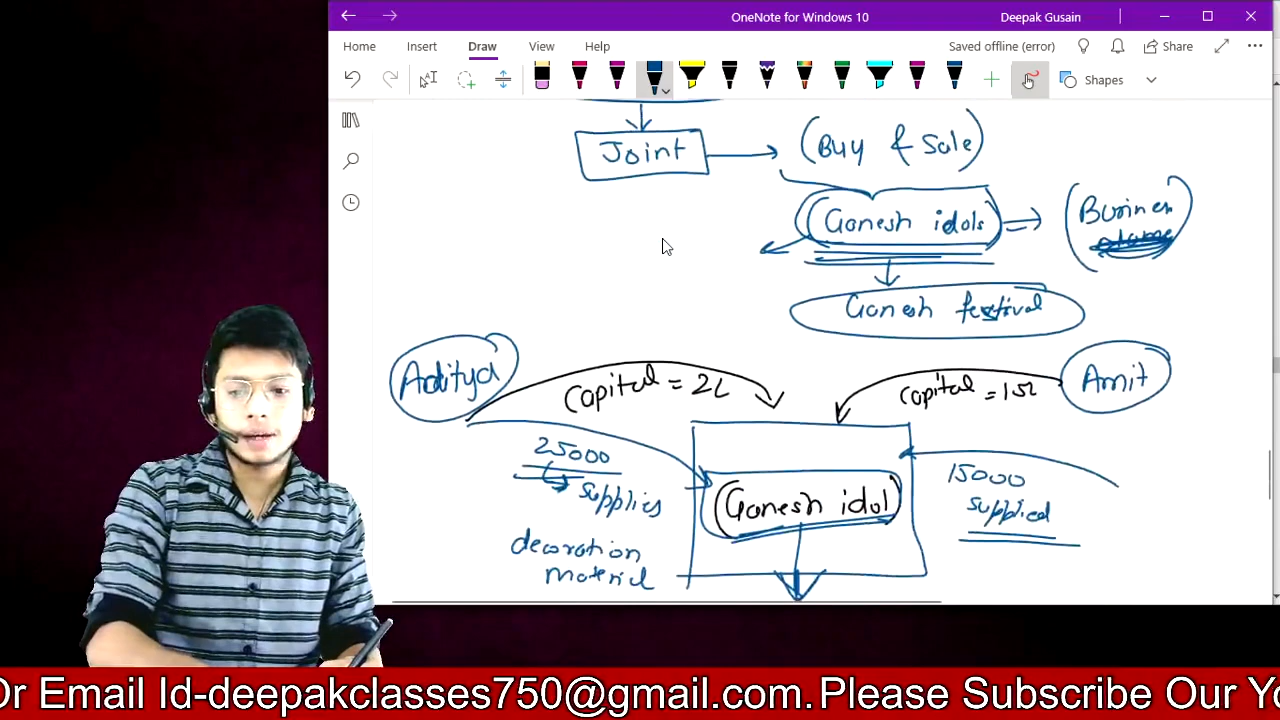 OneNote for Windows 10
Deepak Gusain
Home Insert Draw View Help
Saved offline (error)
Share
Shapes
Joint
(Buy & Sale)
(Ganesh idols)
(Business
Ganesh festival
Aditya
Capital = 2L
Capital = 1.5L
Amit
25000
supplies
decoration
material
(Ganesh idol)
15000
supplied
Or Email Id-deepakclasses750@gmail.com. Please Subscribe Our Yo